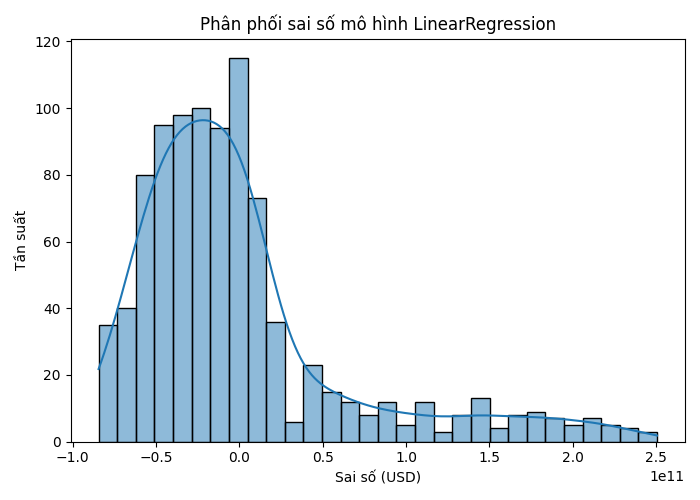 Phân phối sai số mô hình LinearRegression
120
100
80
60
40
20
0
Tần suất
−1.0 −0.5 0.0 0.5 1.0 1.5 2.0 2.5
1e11
Sai số (USD)